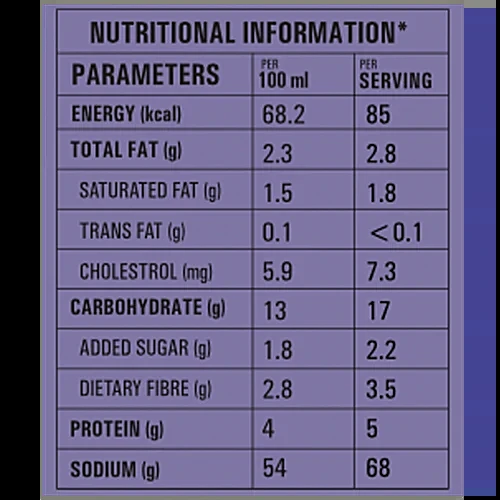 NUTRITIONAL INFORMATION*
PARAMETERS PER 100 ml PER SERVING
ENERGY (kcal) 68.2 85
TOTAL FAT (g) 2.3 2.8
SATURATED FAT (g) 1.5 1.8
TRANS FAT (g) 0.1 <0.1
CHOLESTROL (mg) 5.9 7.3
CARBOHYDRATE (g) 13 17
ADDED SUGAR (g) 1.8 2.2
DIETARY FIBRE (g) 2.8 3.5
PROTEIN (g) 4 5
SODIUM (g) 54 68